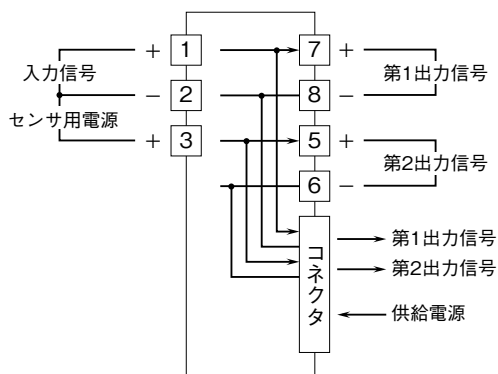 + 1 7 +
入力信号
第1出力信号
− 2 8 −
センサ用電源
+ 3 5 +
第2出力信号
6 −
コネクタ
第1出力信号
第2出力信号
供給電源